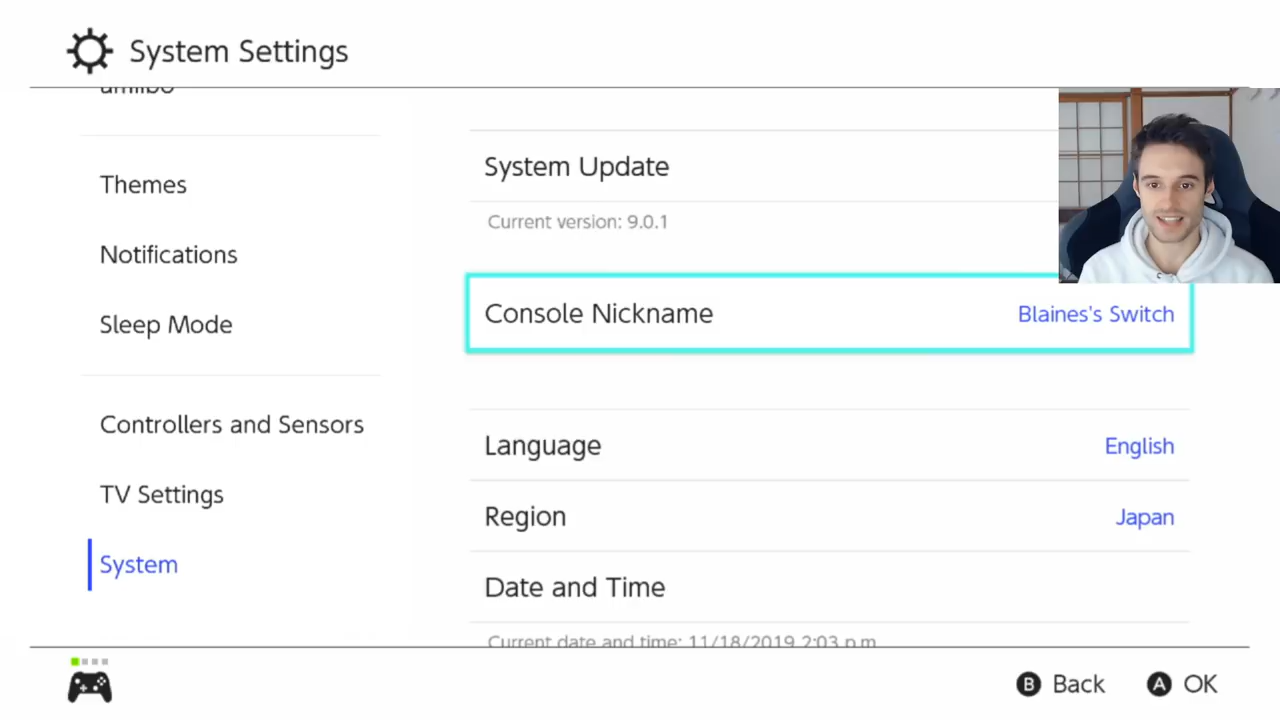 System Settings
amiibo
Themes
Notifications
Sleep Mode
Controllers and Sensors
TV Settings
System
System Update
Current version: 9.0.1
Console Nickname
Blaines's Switch
Language
English
Region
Japan
Date and Time
Current date and time: 11/18/2019 2:03 p.m
B Back
A OK